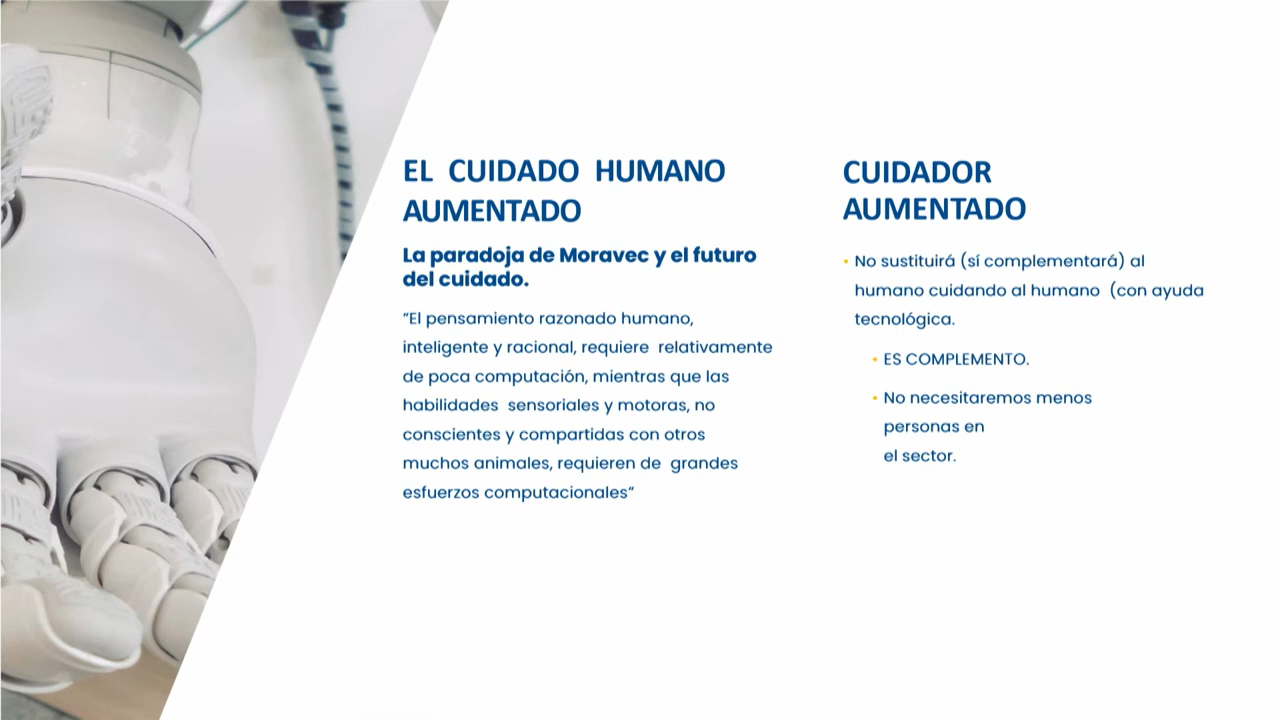 EL CUIDADO HUMANO
AUMENTADO
La paradoja de Moravec y el futuro
del cuidado.
"El pensamiento razonado humano,
inteligente y racional, requiere relativamente
de poca computación, mientras que las
habilidades sensoriales y motoras, no
conscientes y compartidas con otros
muchos animales, requieren de grandes
esfuerzos computacionales"
CUIDADOR
AUMENTADO
• No sustituirá (sí complementará) al
humano cuidando al humano (con ayuda
tecnológica.
• ES COMPLEMENTO.
• No necesitaremos menos
personas en
el sector.